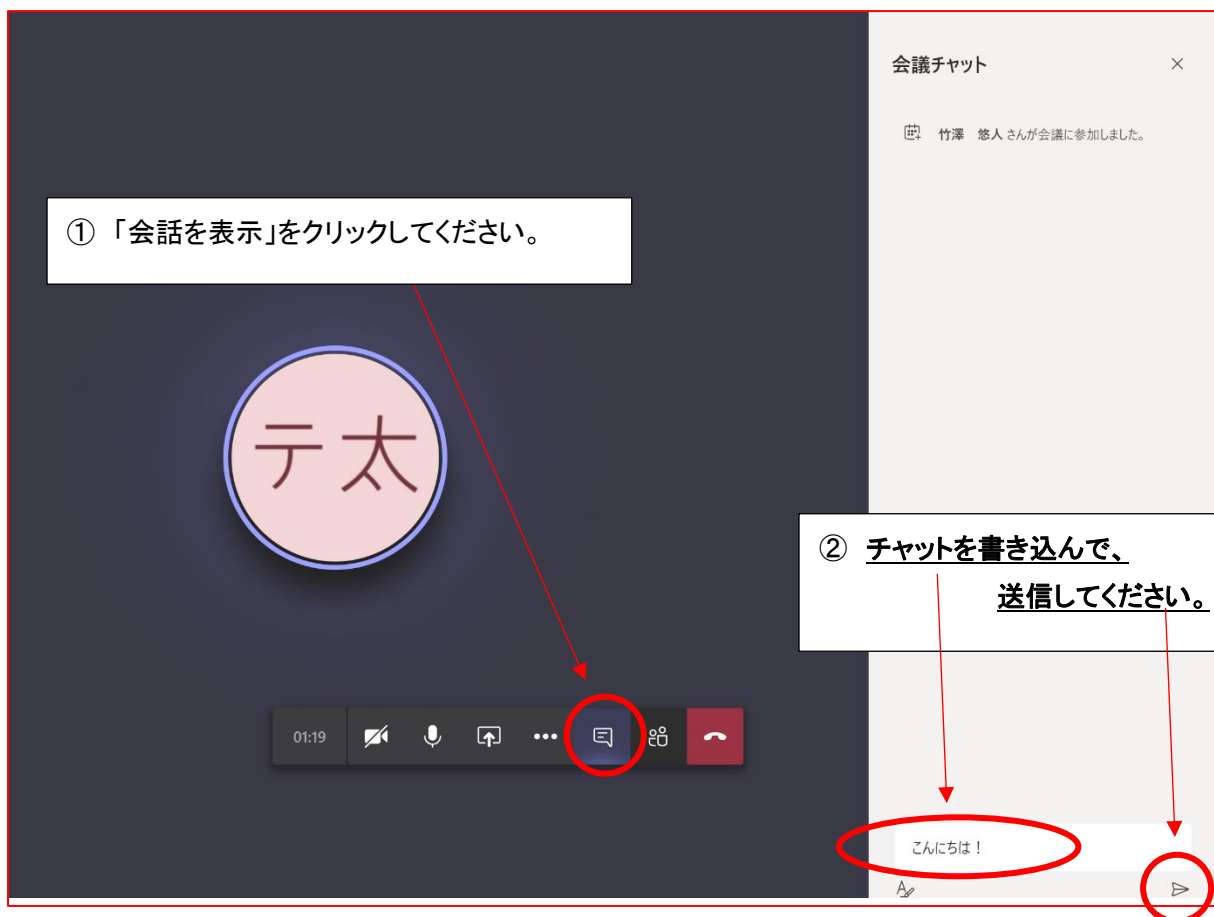 会議チャット
竹澤 悠人 さんが会議に参加しました。
① 「会話を表示」をクリックしてください。
テ太
② チャットを書き込んで、
送信してください。
01:19
こんにちは！